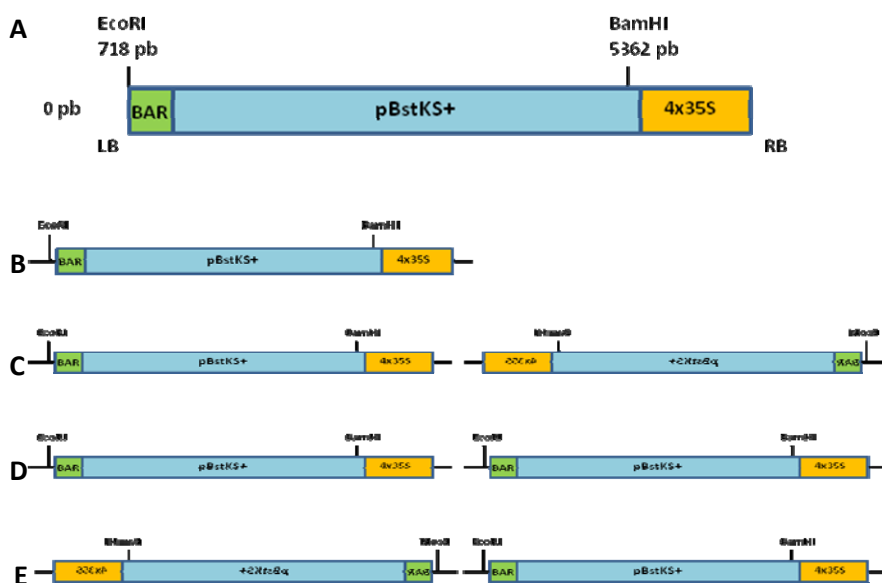 A
EcoRI
718 pb
BamHI
5362 pb
0 pb
BAR
pBstKS+
4x35S
LB
RB
B
EcoRI
BamHI
BAR
pBstKS+
4x35S
C
EcoRI
BamHI
BAR
pBstKS+
4x35S
D
EcoRI
BamHI
BAR
pBstKS+
4x35S
EcoRI
BamHI
BAR
pBstKS+
4x35S
E
EcoRI
BamHI
BAR
pBstKS+
4x35S